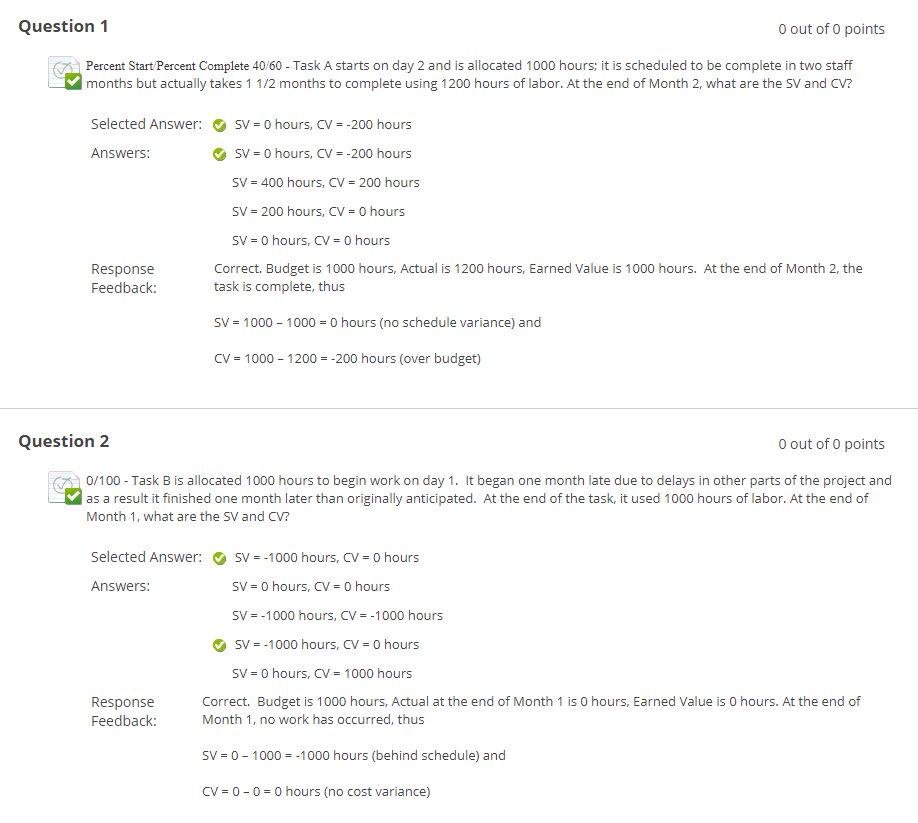 Question 1
0 out of 0 points
Percent Start/Percent Complete 40/60 - Task A starts on day 2 and is allocated 1000 hours; it is scheduled to be complete in two staff
months but actually takes 1 1/2 months to complete using 1200 hours of labor. At the end of Month 2, what are the SV and CV?
Selected Answer: SV = 0 hours, CV = -200 hours
Answers: SV = 0 hours, CV = -200 hours
SV = 400 hours, CV = 200 hours
SV = 200 hours, CV = 0 hours
SV = 0 hours, CV = 0 hours
Response Correct. Budget is 1000 hours, Actual is 1200 hours, Earned Value is 1000 hours.  At the end of Month 2, the
Feedback: task is complete, thus
SV = 1000 – 1000 = 0 hours (no schedule variance) and
CV = 1000 – 1200 = -200 hours (over budget)
Question 2
0 out of 0 points
0/100 - Task B is allocated 1000 hours to begin work on day 1.  It began one month late due to delays in other parts of the project and
as a result it finished one month later than originally anticipated.  At the end of the task, it used 1000 hours of labor. At the end of
Month 1, what are the SV and CV?
Selected Answer: SV = -1000 hours, CV = 0 hours
Answers: SV = 0 hours, CV = 0 hours
SV = -1000 hours, CV = -1000 hours
SV = -1000 hours, CV = 0 hours
SV = 0 hours, CV = 1000 hours
Response Correct.  Budget is 1000 hours, Actual at the end of Month 1 is 0 hours, Earned Value is 0 hours. At the end of
Feedback: Month 1, no work has occurred, thus
SV = 0 – 1000 = -1000 hours (behind schedule) and
CV = 0 – 0 = 0 hours (no cost variance)